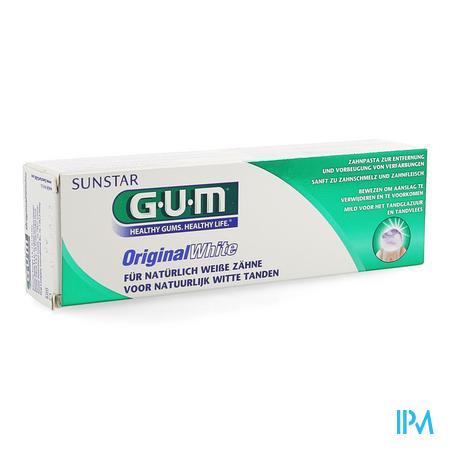 SUNSTAR
G·U·M
HEALTHY GUMS. HEALTHY LIFE.®
OriginalWhite
FÜR NATÜRLICH WEIßE ZÄHNE
VOOR NATUURLIJK WITTE TANDEN
ZAHNPASTA ZUR ENTFERNUNG
UND VORBEUGUNG VON VERFÄRBUNGEN
SANFT ZU ZAHNSCHMELZ UND ZAHNFLEISCH
BEWEZEN OM AANSLAG TE
VERWIJDEREN EN TE VOORKOMEN
MILD VOOR HET TANDGLAZUUR
EN TANDVLEES
IPM